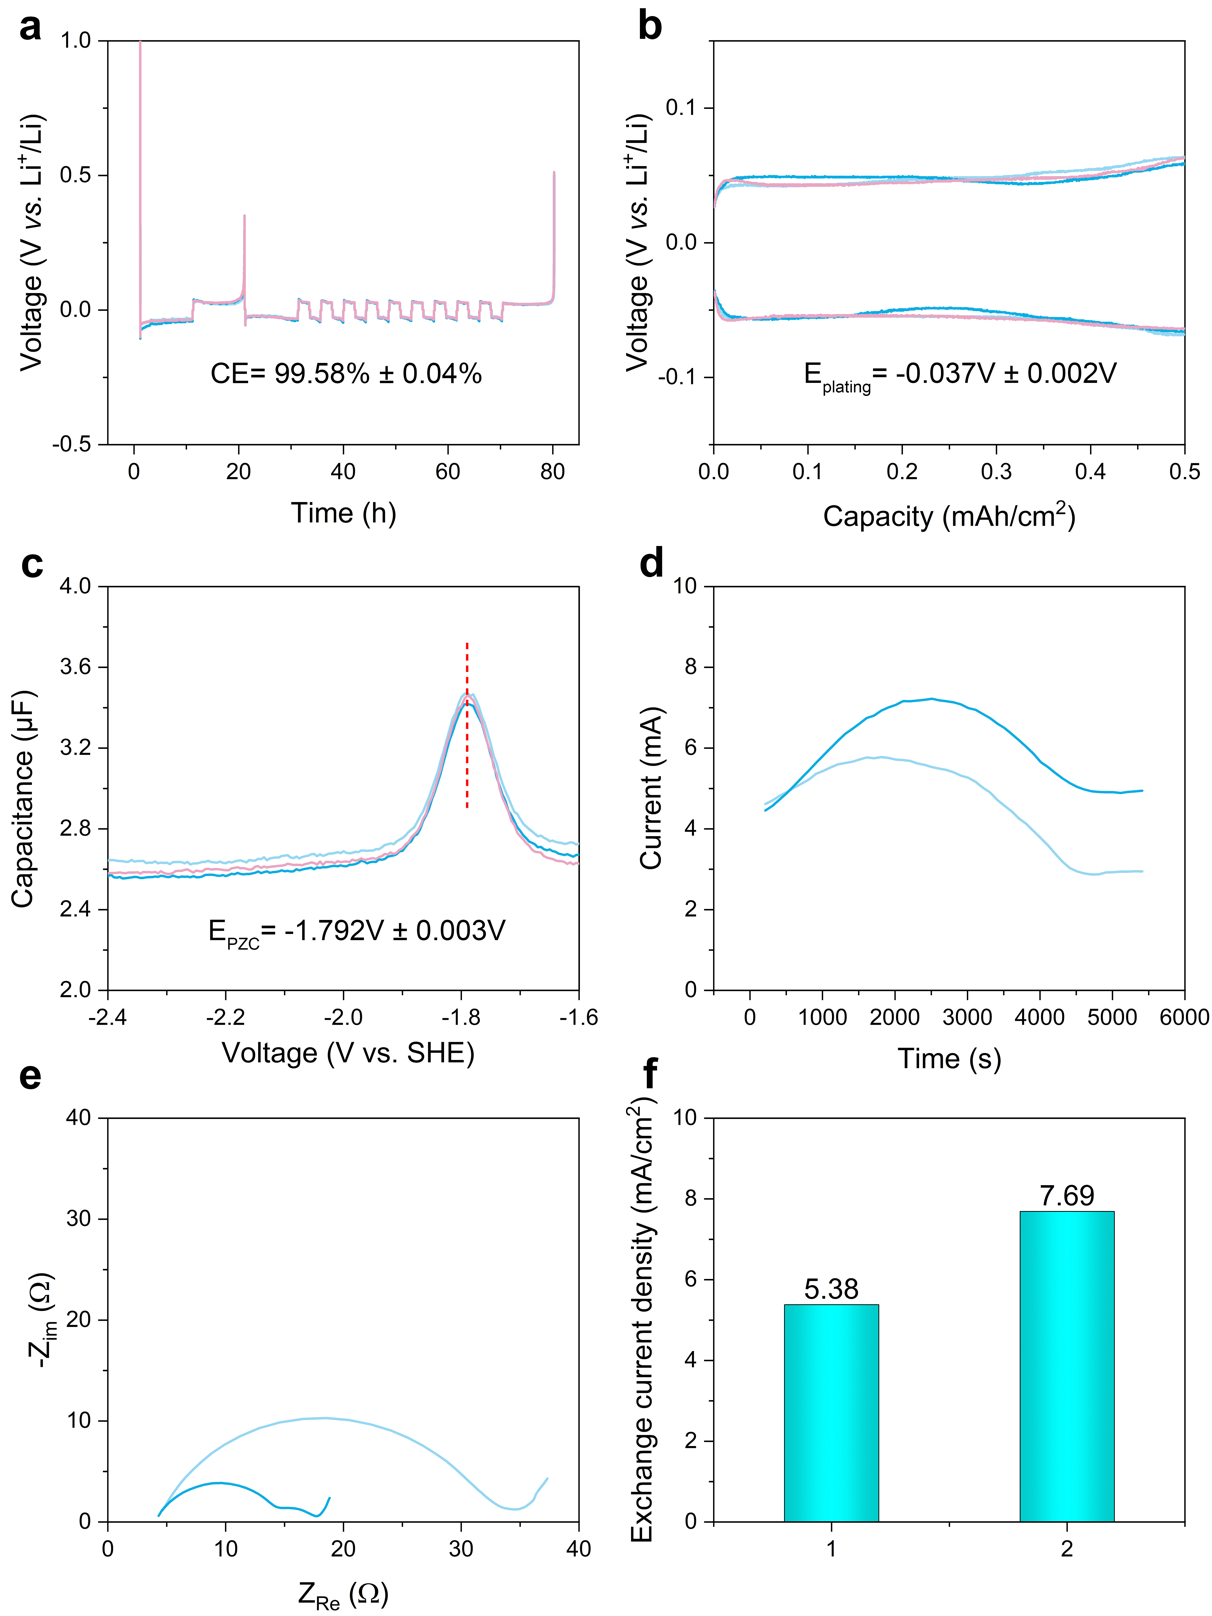 a
1.0
0.5
0.0
-0.5
Voltage (V vs. Li+/Li)
CE= 99.58% ± 0.04%
0 20 40 60 80
Time (h)
b
0.1
0.0
-0.1
Voltage (V vs. Li+/Li)
Eplating= -0.037V ± 0.002V
0.0 0.1 0.2 0.3 0.4 0.5
Capacity (mAh/cm2)
c
4.0
3.6
3.2
2.8
2.4
2.0
Capacitance (μF)
EPZC= -1.792V ± 0.003V
-2.4 -2.2 -2.0 -1.8 -1.6
Voltage (V vs. SHE)
d
10
8
6
4
2
0
Current (mA)
0 1000 2000 3000 4000 5000 6000
Time (s)
e
40
30
20
10
0
-Zim (Ω)
0 10 20 30 40
ZRe (Ω)
f
10
8
6
4
2
0
Exchange current density (mA/cm2)
5.38
7.69
1 2